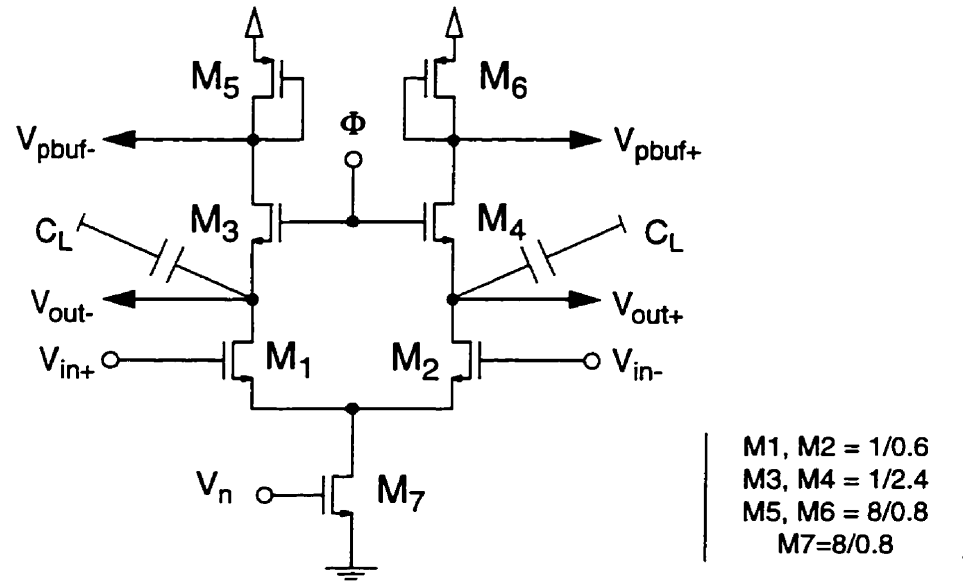 M5
M6
Φ
Vpbuf-
Vpbuf+
CL
M3
M4
CL
Vout-
Vout+
Vin+
M1
M2
Vin-
Vn
M7
M1, M2 = 1/0.6
M3, M4 = 1/2.4
M5, M6 = 8/0.8
M7=8/0.8